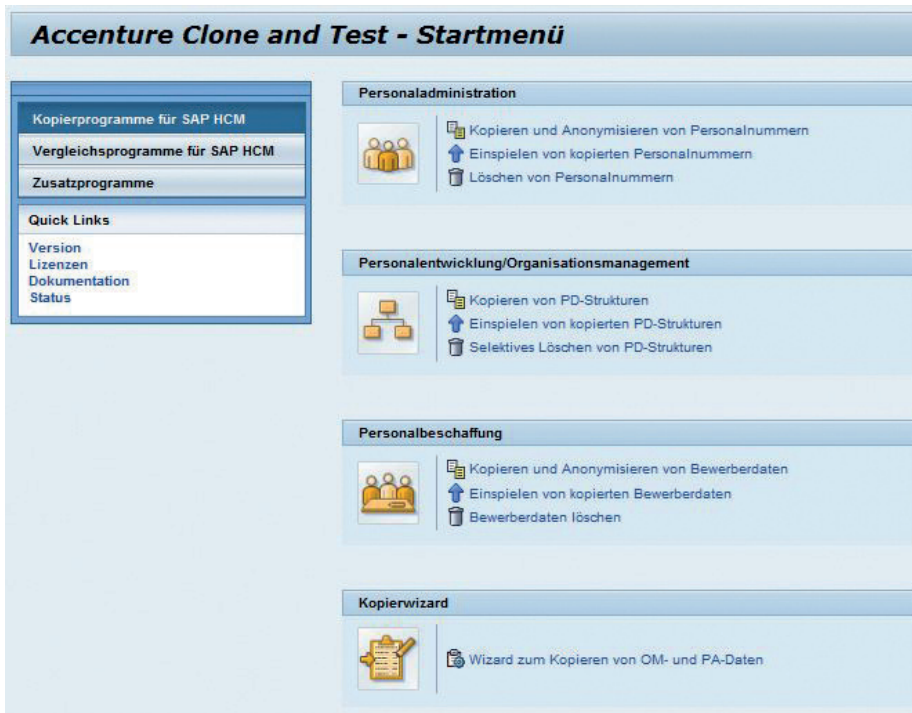 Accenture Clone and Test - Startmenü
Kopierprogramme für SAP HCM
Vergleichsprogramme für SAP HCM
Zusatzprogramme
Quick Links
Version
Lizenzen
Dokumentation
Status
Personaladministration
Kopieren und Anonymisieren von Personalnummern
Einspielen von kopierten Personalnummern
Löschen von Personalnummern
Personalentwicklung/Organisationsmanagement
Kopieren von PD-Strukturen
Einspielen von kopierten PD-Strukturen
Selektives Löschen von PD-Strukturen
Personalbeschaffung
Kopieren und Anonymisieren von Bewerberdaten
Einspielen von kopierten Bewerberdaten
Bewerberdaten löschen
Kopierwizard
Wizard zum Kopieren von OM- und PA-Daten